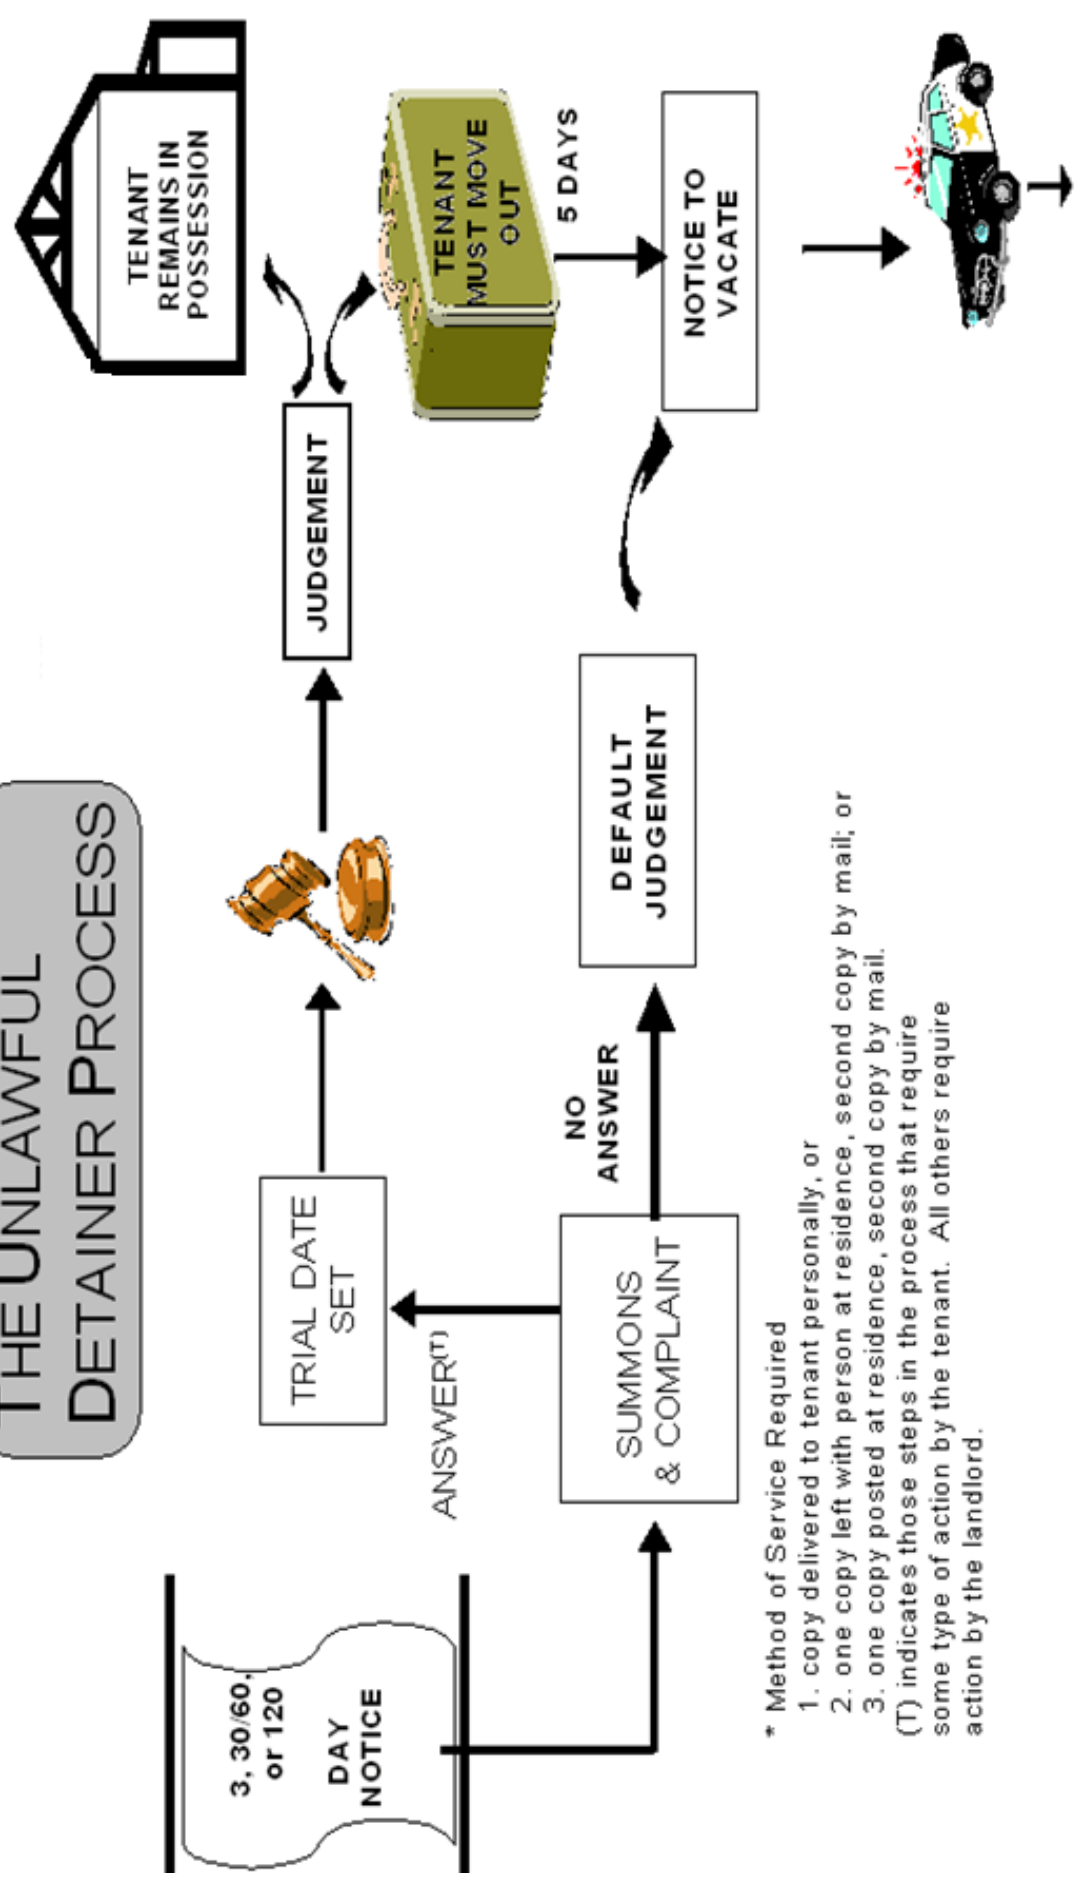 THE UNLAWFUL
DETAINER PROCESS
3, 30/60,
or 120
DAY
NOTICE
SUMMONS
& COMPLAINT
ANSWER(T)
TRIAL DATE
SET
JUDGEMENT
TENANT
REMAINS IN
POSSESSION
TENANT
MUST MOVE
OUT
5 DAYS
NO
ANSWER
DEFAULT
JUDGEMENT
NOTICE TO
VACATE
* Method of Service Required
1. copy delivered to tenant personally, or
2. one copy left with person at residence, second copy by mail; or
3. one copy posted at residence, second copy by mail.
(T) indicates those steps in the process that require
some type of action by the tenant. All others require
action by the landlord.